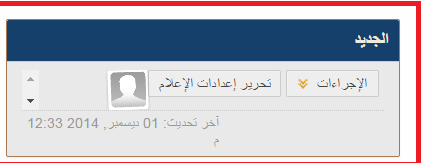 الجديد
الإجراءات
تحرير إعدادات الإعلام
آخر تحديث: 01 ديسمبر, 2014 12:33
م